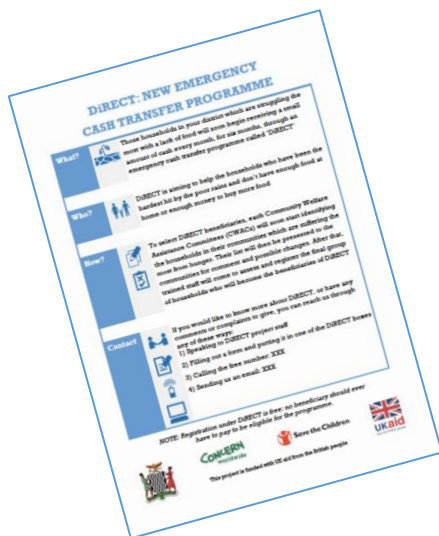 DiRECT: NEW EMERGENCY
CASH TRANSFER PROGRAMME
What?
Those households in your district which are struggling the
most with a lack of food will soon begin receiving a small
amount of cash every month, for six months, through an
emergency cash transfer programme called 'DiRECT'
Who?
DiRECT is aiming to help the households who have been the
hardest hit by the poor rains and don't have enough food at
home or enough money to buy more food
How?
To select DiRECT beneficiaries, each Community Welfare
Assistance Committees (CWACs) will soon start identifying
the households in their communities which are suffering the
most from hunger. Their list will then be presented to the
communities for comment and possible changes. After that,
trained staff will come to assess and register the final group
of households who will become the beneficiaries of DiRECT
Contact
If you would like to know more about DiRECT, or have any
comments or complaints to give, you can reach us through
any of these ways:
1) Speaking to DiRECT project staff
2) Filling out a form and putting it in one of the DiRECT boxes
3) Calling the free number: XXX
4) Sending us an email: XXX
NOTE: Registration under DiRECT is free: no beneficiary should ever
have to pay to be eligible for the programme.
CONCERN
worldwide
Save the Children
UKaid
This project is funded with UK aid from the British people